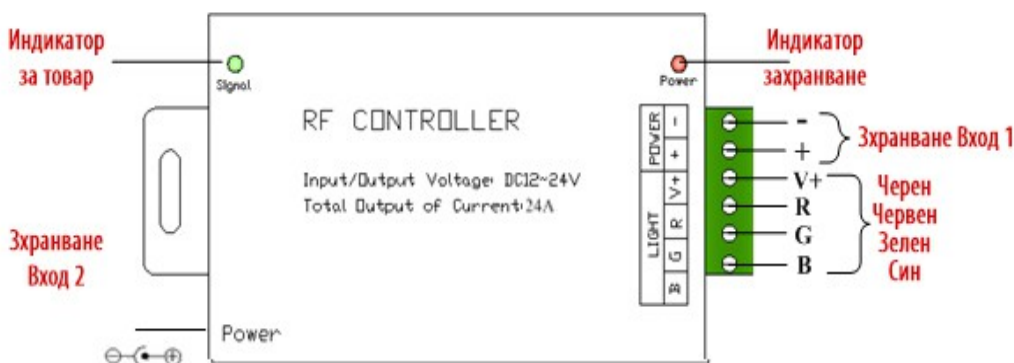 Индикатор
за товар
Signal
Индикатор
захранване
Power
RF CONTROLLER
Input/Output Voltage: DC12~24V
Total Output of Current:24A
POWER
- +
LIGHT
V+ R G B
-
+
Зхранване Вход 1
V+
R
G
B
Черен
Червен
Зелен
Син
Зхранване
Вход 2
Power